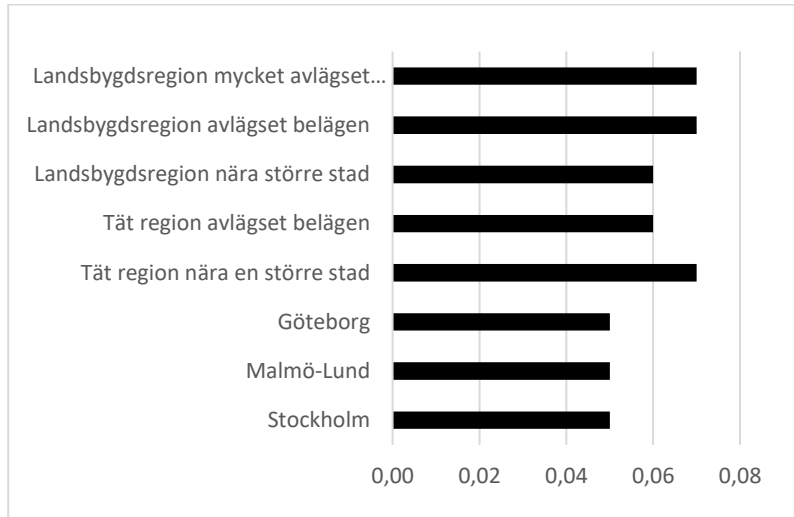 Landsbygdsregion mycket avlägset…
Landsbygdsregion avlägset belägen
Landsbygdsregion nära större stad
Tät region avlägset belägen
Tät region nära en större stad
Göteborg
Malmö-Lund
Stockholm
0,00 0,02 0,04 0,06 0,08